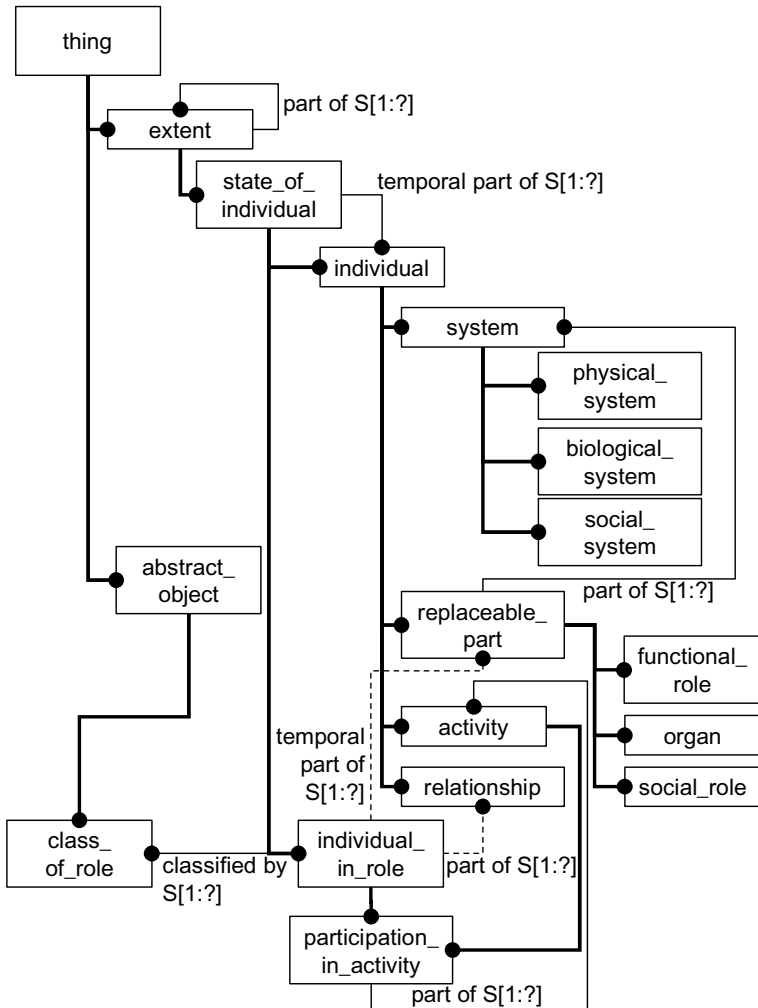 thing
part of S[1:?]
extent
state_of_
individual
temporal part of S[1:?]
individual
system
physical_
system
biological_
system
social_
system
abstract_
object
part of S[1:?]
replaceable_
part
functional_
role
activity
organ
temporal
part of
S[1:?]
relationship
social_role
class_
of_role
classified by
S[1:?]
individual_
in_role
part of S[1:?]
participation_
in_activity
part of S[1:?]